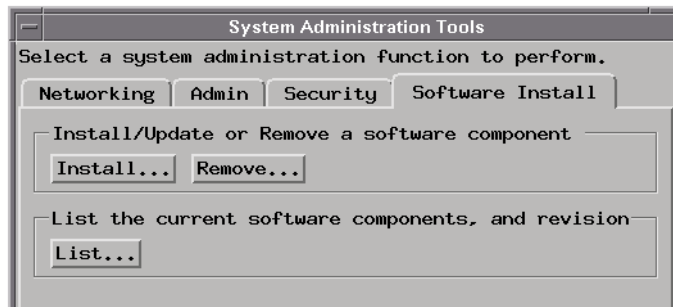 System Administration Tools
Select a system administration function to perform.
Networking Admin Security Software Install
Install/Update or Remove a software component
Install... Remove...
List the current software components, and revision
List...